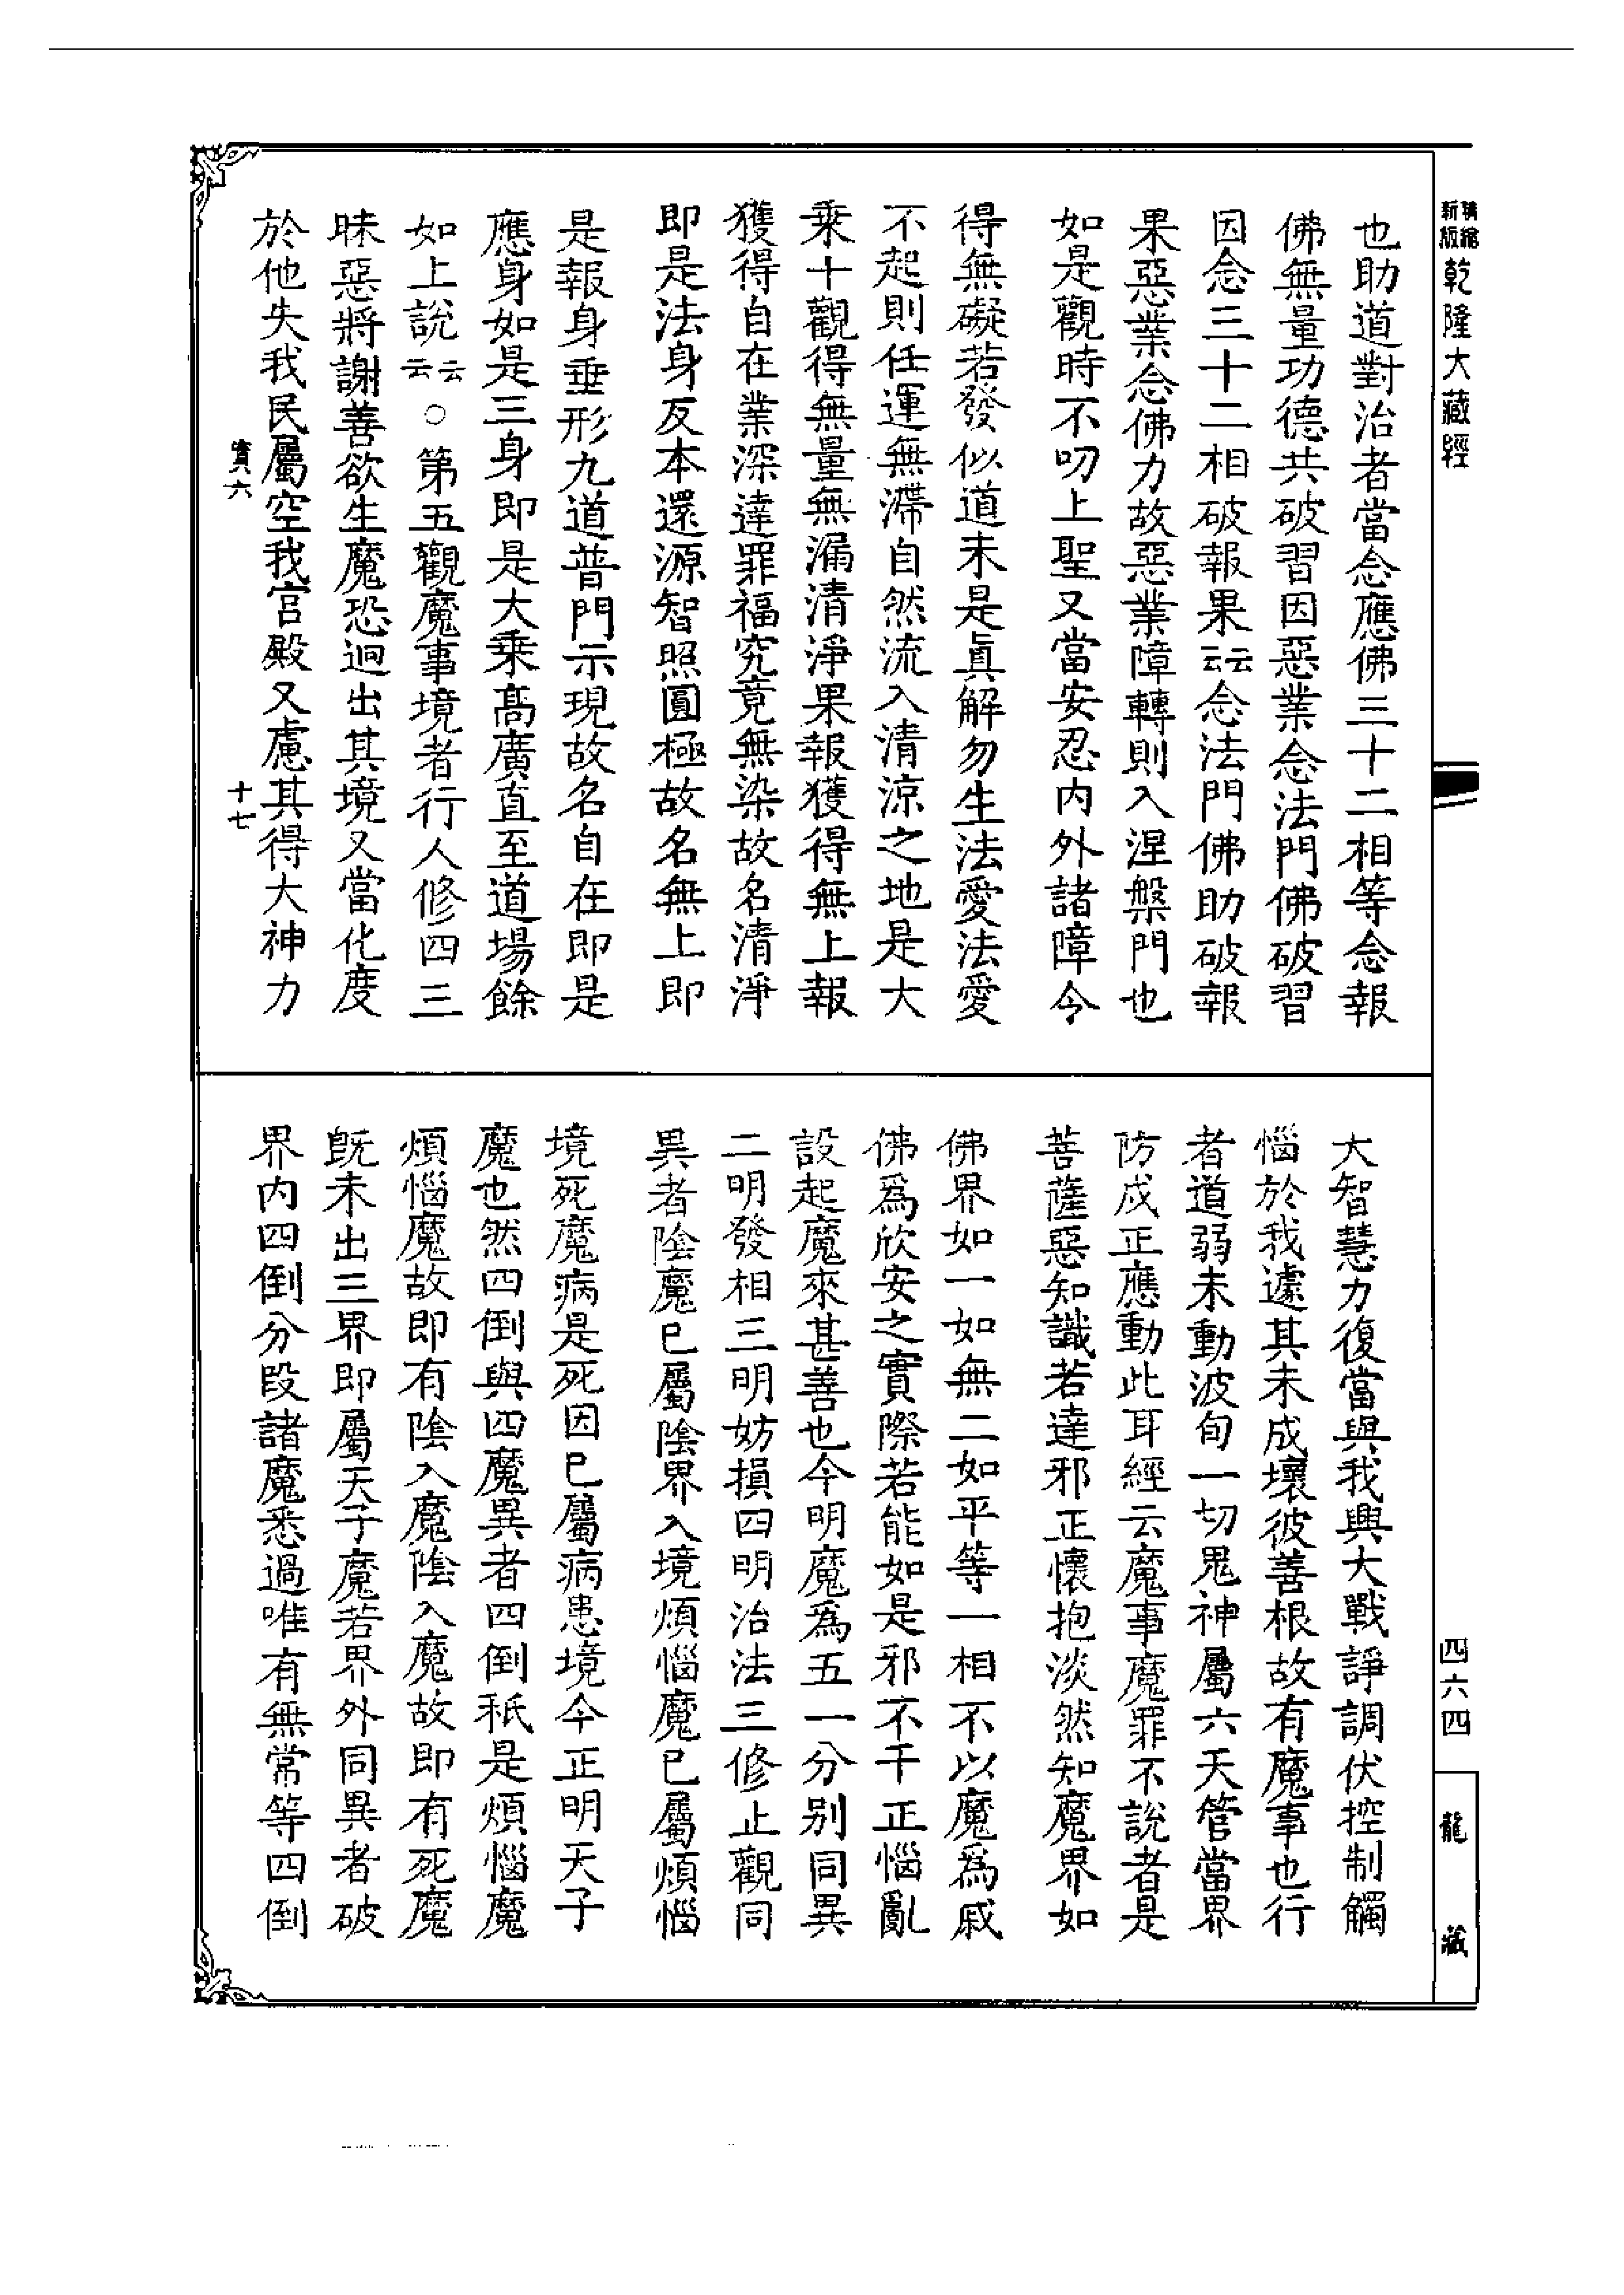 精縮新版 乾隆大藏經
也助道對治者當念應佛三十二相等念報
佛無量功德共破習因惡業念法門佛破習
因念三十二相破報果云云念法門佛助破報
果惡業念佛力故惡業障轉則入涅槃門也
如是觀時不叨上聖又當安忍內外諸障令
得無礙若發似道未是眞解勿生法愛法愛
不起則任運無滯自然流入清涼之地是大
乘十觀得無量無漏清淨果報獲得無上報
獲得自在業深達罪福究竟無染故名清淨
即是法身反本還源智照圓極故名無上即
是報身垂形九道普門示現故名自在即是
應身如是三身即是大乘高廣直至道場餘
如上說云云○第五觀魔事境者行人修四三
昧惡將謝善欲生魔恐迥出其境又當化度
於他失我民屬空我宮殿又慮其得大神力
實六 十七
大智慧力復當與我興大戰諍調伏控制觸
惱於我遽其未成壞彼善根故有魔事也行
者道弱未動波旬一切鬼神屬六天管當界
防戍正應動此耳經云魔事魔罪不說者是
菩薩惡知識若達邪正懷抱淡然知魔界如
佛界如一如無二如平等一相不以魔爲戚
佛爲欣安之實際若能如是邪不干正惱亂
設起魔來甚善也今明魔爲五一分別同異
二明發相三明妨損四明治法三修止觀同
異者陰魔已屬陰界入境煩惱魔已屬煩惱
境死魔病是死因已屬病患境今正明天子
魔也然四倒與四魔異者四倒秖是煩惱魔
煩惱魔故即有陰入魔陰入魔故即有死魔
旣未出三界即屬天子魔若界外同異者破
界內四倒分段諸魔悉過唯有無常等四倒
四六四
龍藏